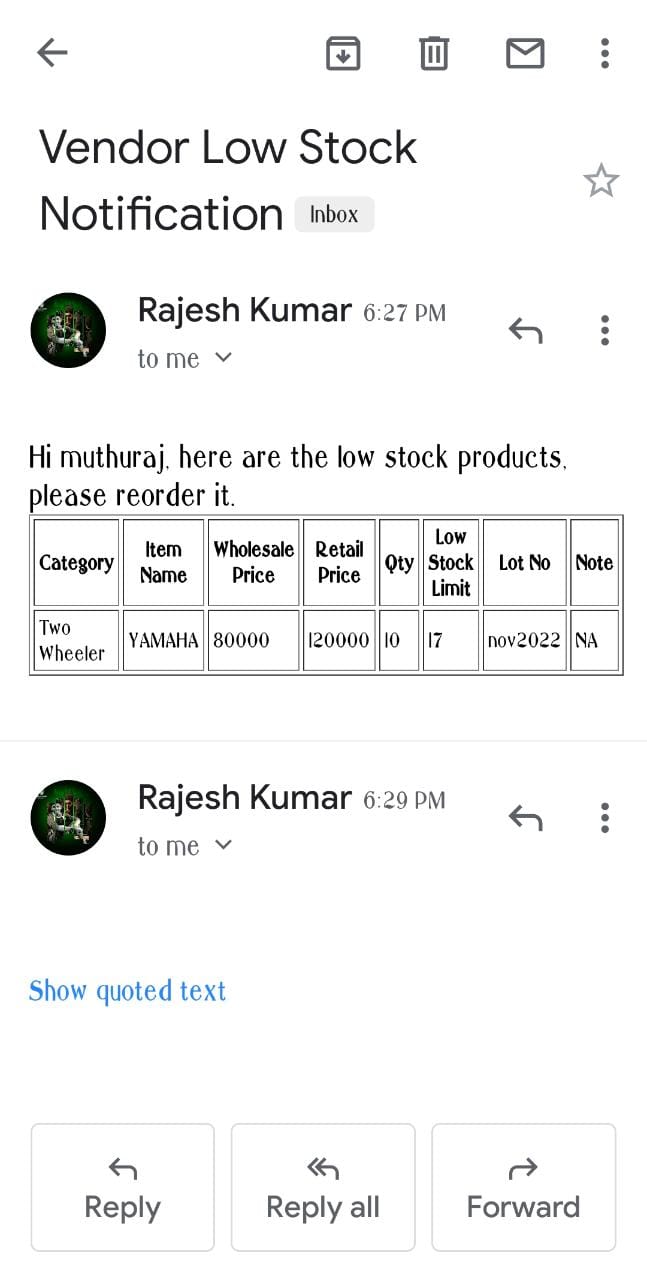 Vendor Low Stock
Notification Inbox
Rajesh Kumar 6:27 PM
to me
Hi muthuraj, here are the low stock products,
please reorder it.
Category Item Name Wholesale Price Retail Price Qty Low Stock Limit Lot No Note
Two Wheeler YAMAHA 80000 120000 10 17 nov2022 NA
Rajesh Kumar 6:29 PM
to me
Show quoted text
Reply Reply all Forward